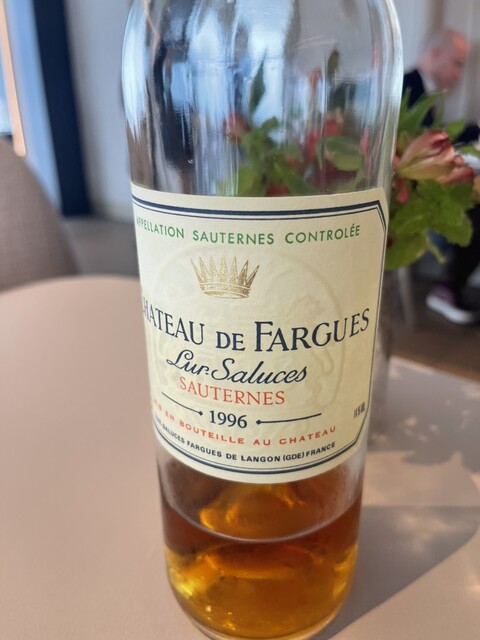 APPELLATION SAUTERNES CONTROLÉE
CHATEAU DE FARGUES
Lur-Saluces
SAUTERNES
1996
EN BOUTEILLE AU CHATEAU
SALUCES FARGUES DE LANGON (GDE) FRANCE